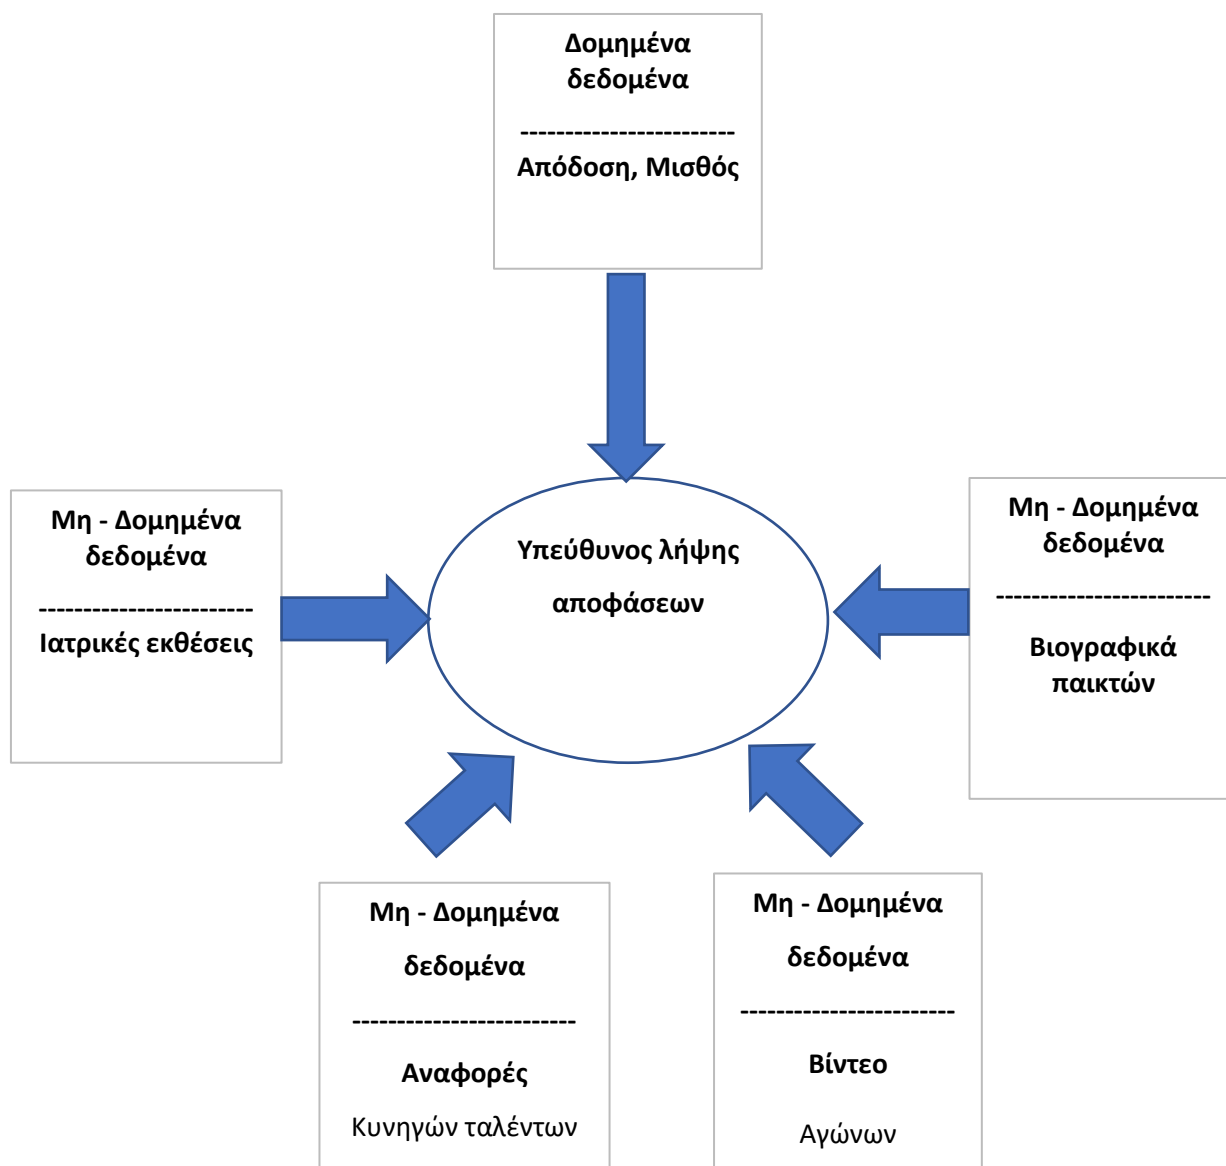 Δομημένα
δεδομένα
------------------------
Απόδοση, Μισθός
Μη - Δομημένα
δεδομένα
------------------------
Ιατρικές εκθέσεις
Υπεύθυνος λήψης
αποφάσεων
Μη - Δομημένα
δεδομένα
------------------------
Βιογραφικά
παικτών
Μη - Δομημένα
δεδομένα
-------------------------
Αναφορές
Κυνηγών ταλέντων
Μη - Δομημένα
δεδομένα
------------------------
Βίντεο
Αγώνων